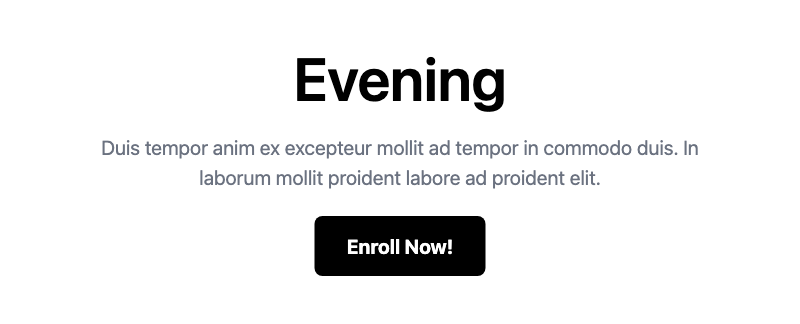 Evening
Duis tempor anim ex excepteur mollit ad tempor in commodo duis. In
laborum mollit proident labore ad proident elit.
Enroll Now!